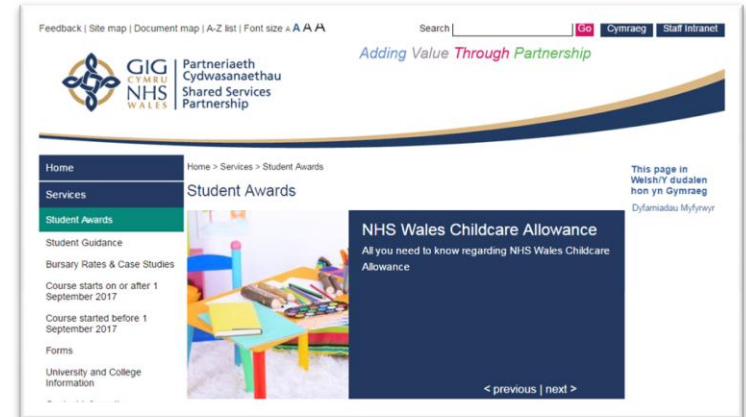 Feedback | Site map | Document map | A-Z list | Font size A A A A
Search Go Cymraeg Staff Intranet
Adding Value Through Partnership
GIG
CYMRU
NHS
WALES
Partneriaeth
Cydwasanaethau
Shared Services
Partnership
Home
Services
Student Awards
Student Guidance
Bursary Rates & Case Studies
Course starts on or after 1
September 2017
Course started before 1
September 2017
Forms
University and College
Information
Home > Services > Student Awards
Student Awards
NHS Wales Childcare Allowance
All you need to know regarding NHS Wales Childcare
Allowance
< previous | next >
This page in
Welsh/Y dudalen
hon yn Gymraeg
Dyfarniadau Myfyrwyr